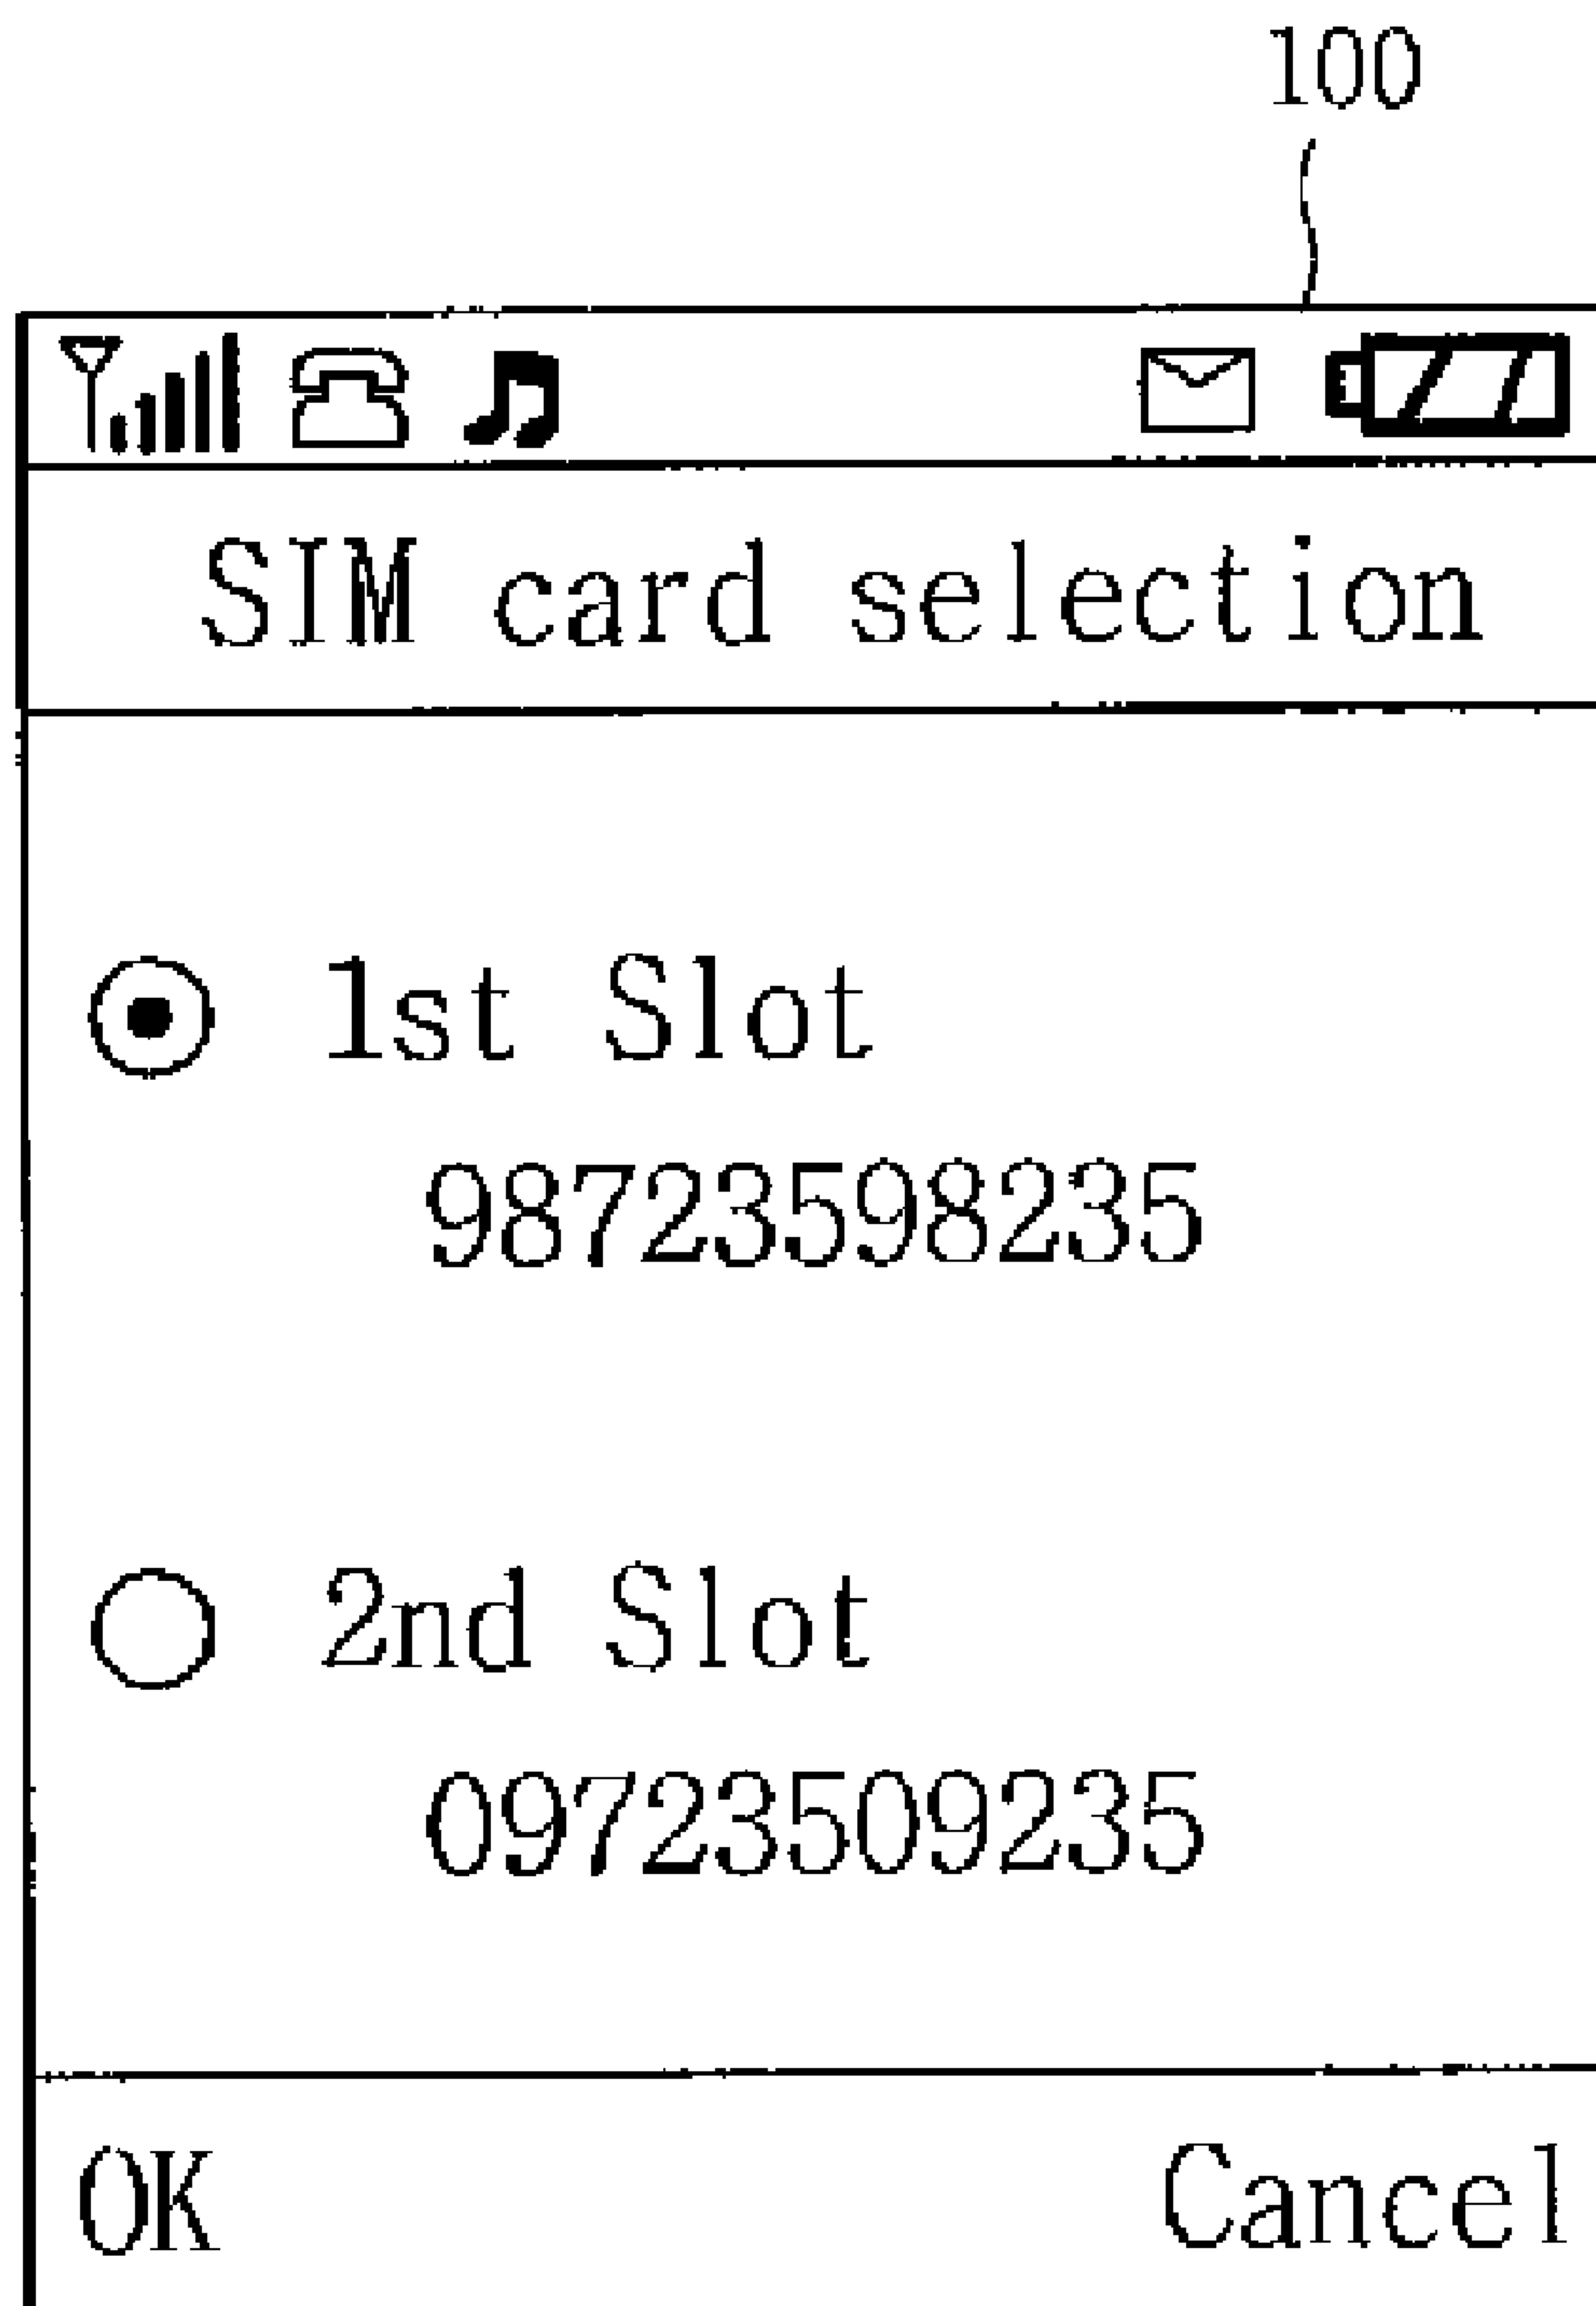 100
SIM card selection
1st Slot
98723598235
2nd Slot
09723509235
OK Cancel